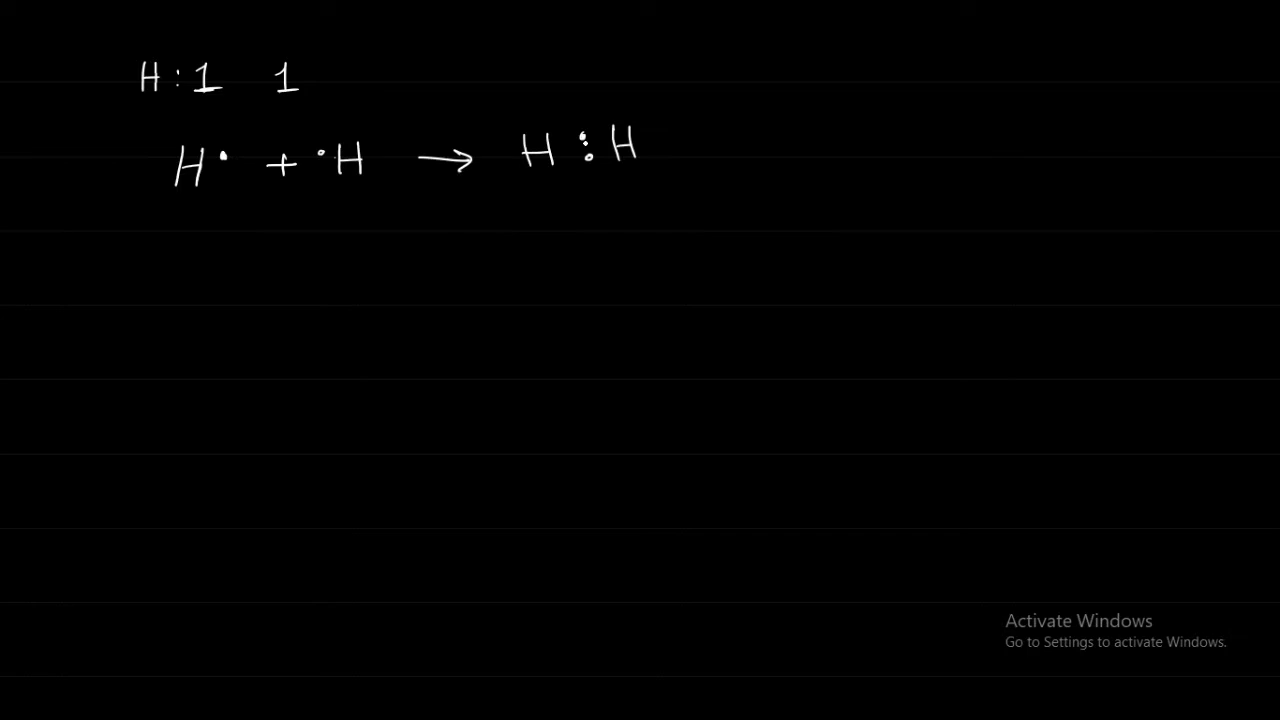 H : 1 1
H• + •H → H : H
Activate Windows
Go to Settings to activate Windows.